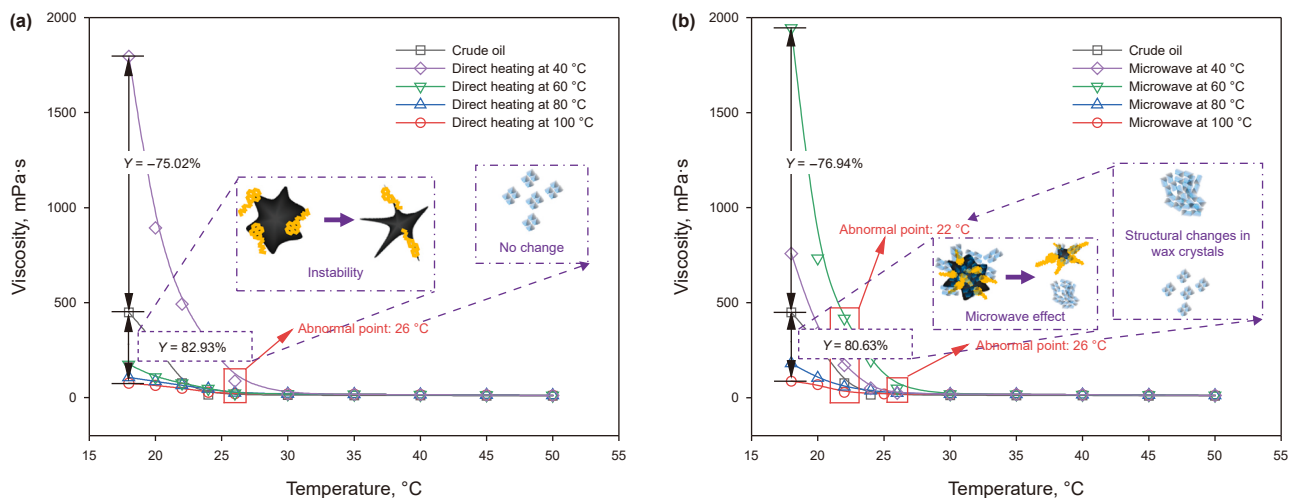 (a)
2000
1500
1000
500
0
Viscosity, mPa·s
15
20
25
30
35
40
45
50
55
Temperature, °C
Crude oil
Direct heating at 40 °C
Direct heating at 60 °C
Direct heating at 80 °C
Direct heating at 100 °C
Y = −75.02%
Instability
No change
Abnormal point: 26 °C
Y = 82.93%
(b)
2000
1500
1000
500
0
Viscosity, mPa·s
15
20
25
30
35
40
45
50
55
Temperature, °C
Crude oil
Microwave at 40 °C
Microwave at 60 °C
Microwave at 80 °C
Microwave at 100 °C
Y = −76.94%
Abnormal point: 22 °C
Structural changes in
wax crystals
Microwave effect
Abnormal point: 26 °C
Y = 80.63%